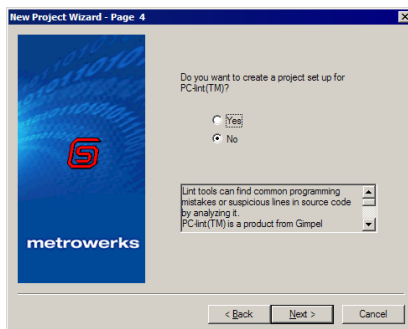 New Project Wizard - Page 4
Do you want to create a project set up for
PC-lint(TM)?
Yes
No
Lint tools can find common programming
mistakes or suspicious lines in source code
by analyzing it.
PC-lint(TM) is a product from Gimpel
metrowerks
< Back
Next >
Cancel